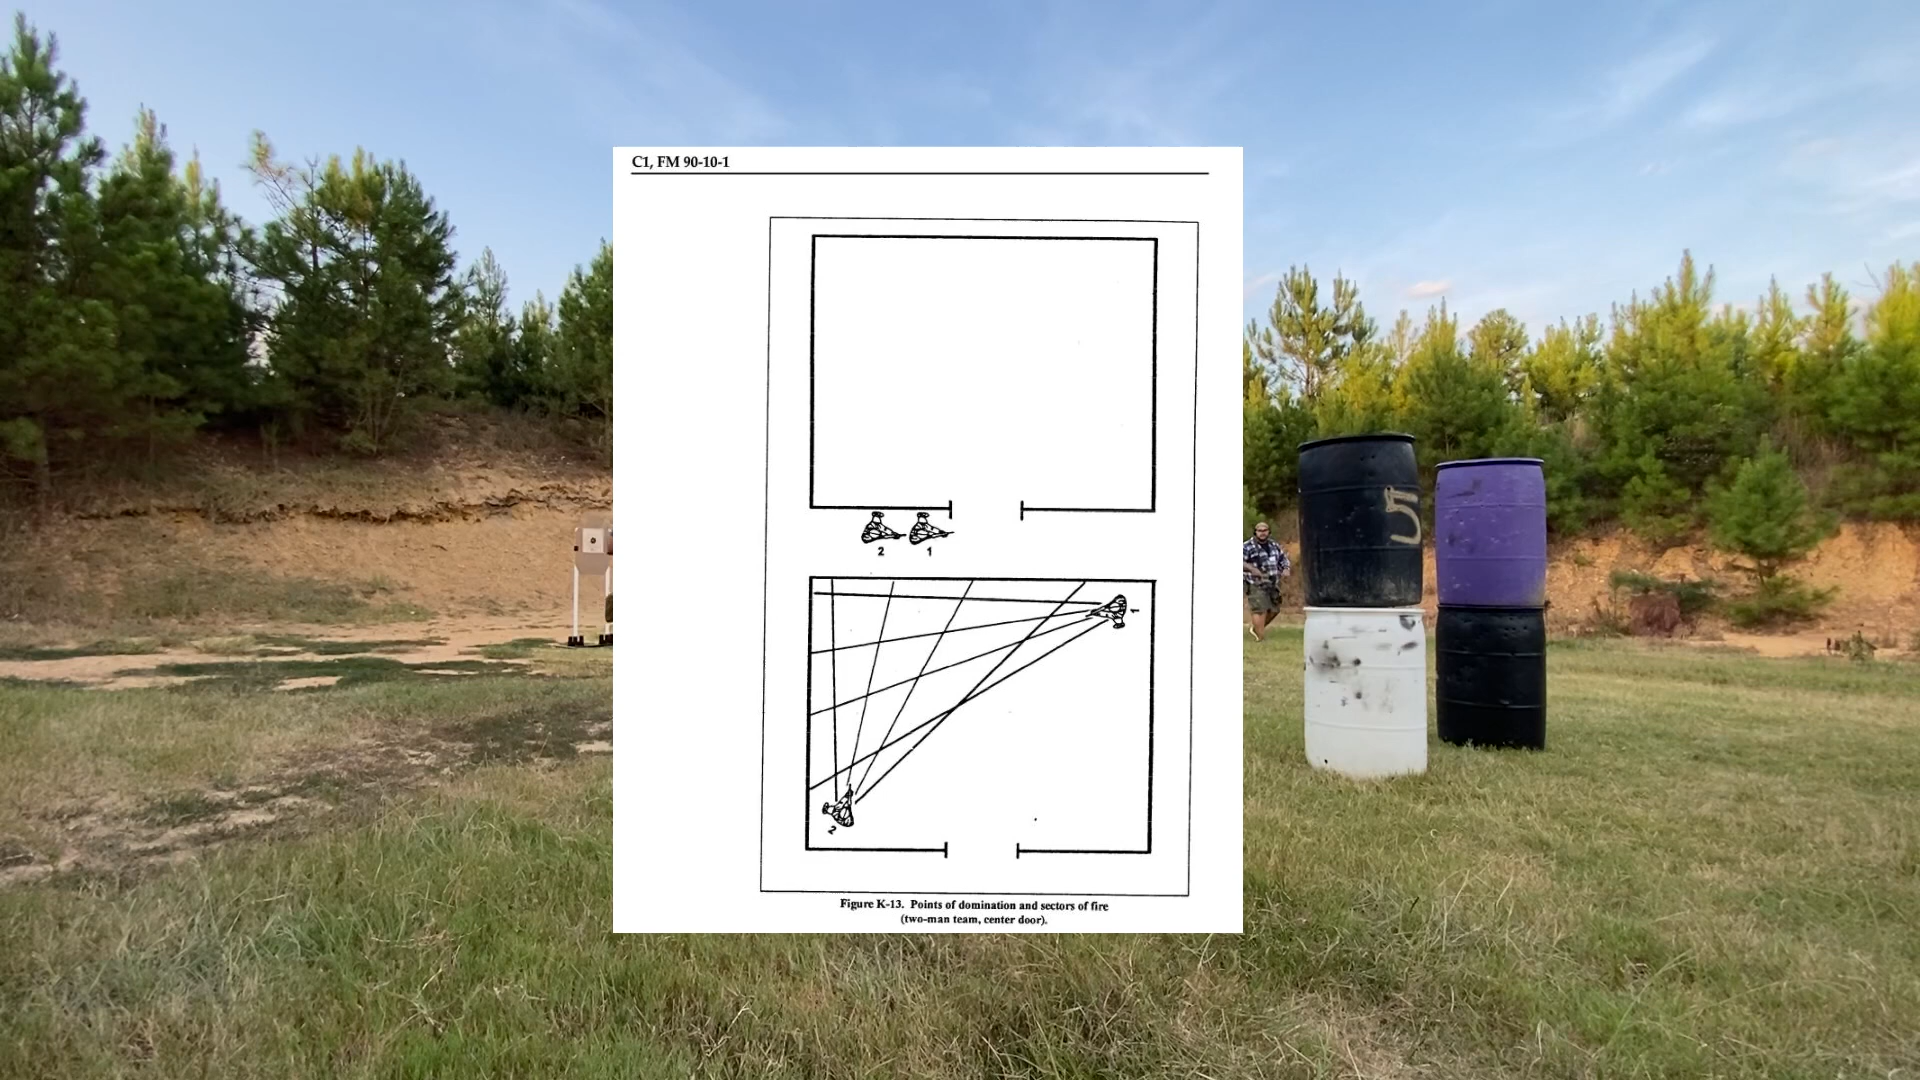 C1, FM 90-10-1
2
1
1
2
Figure K-13. Points of domination and sectors of fire
(two-man team, center door).
5